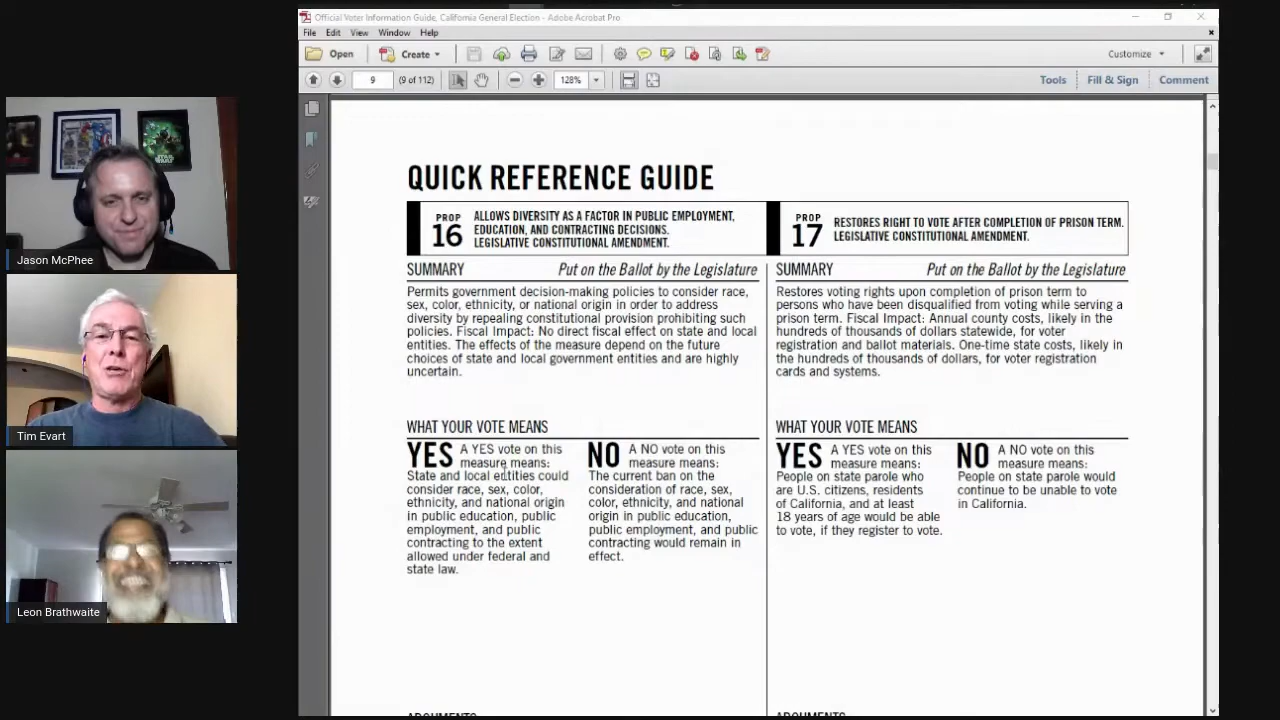 Official Voter Information Guide, California General Election - Adobe Acrobat Pro
File Edit View Window Help
Open Create Customize
9 (9 of 112) 128% Tools Fill & Sign Comment
STAR WARS
Jason McPhee
Tim Evart
Leon Brathwaite
QUICK REFERENCE GUIDE
PROP
16
ALLOWS DIVERSITY AS A FACTOR IN PUBLIC EMPLOYMENT,
EDUCATION, AND CONTRACTING DECISIONS.
LEGISLATIVE CONSTITUTIONAL AMENDMENT.
SUMMARY Put on the Ballot by the Legislature
Permits government decision-making policies to consider race,
sex, color, ethnicity, or national origin in order to address
diversity by repealing constitutional provision prohibiting such
policies. Fiscal Impact: No direct fiscal effect on state and local
entities. The effects of the measure depend on the future
choices of state and local government entities and are highly
uncertain.
WHAT YOUR VOTE MEANS
YES A YES vote on this
measure means:
State and local entities could
consider race, sex, color,
ethnicity, and national origin
in public education, public
employment, and public
contracting to the extent
allowed under federal and
state law.
NO A NO vote on this
measure means:
The current ban on the
consideration of race, sex,
color, ethnicity, and national
origin in public education,
public employment, and public
contracting would remain in
effect.
ARGUMENTS
PROP
17
RESTORES RIGHT TO VOTE AFTER COMPLETION OF PRISON TERM.
LEGISLATIVE CONSTITUTIONAL AMENDMENT.
SUMMARY Put on the Ballot by the Legislature
Restores voting rights upon completion of prison term to
persons who have been disqualified from voting while serving a
prison term. Fiscal Impact: Annual county costs, likely in the
hundreds of thousands of dollars statewide, for voter
registration and ballot materials. One-time state costs, likely in
the hundreds of thousands of dollars, for voter registration
cards and systems.
WHAT YOUR VOTE MEANS
YES A YES vote on this
measure means:
People on state parole who
are U.S. citizens, residents
of California, and at least
18 years of age would be able
to vote, if they register to vote.
NO A NO vote on this
measure means:
People on state parole would
continue to be unable to vote
in California.
ARGUMENTS